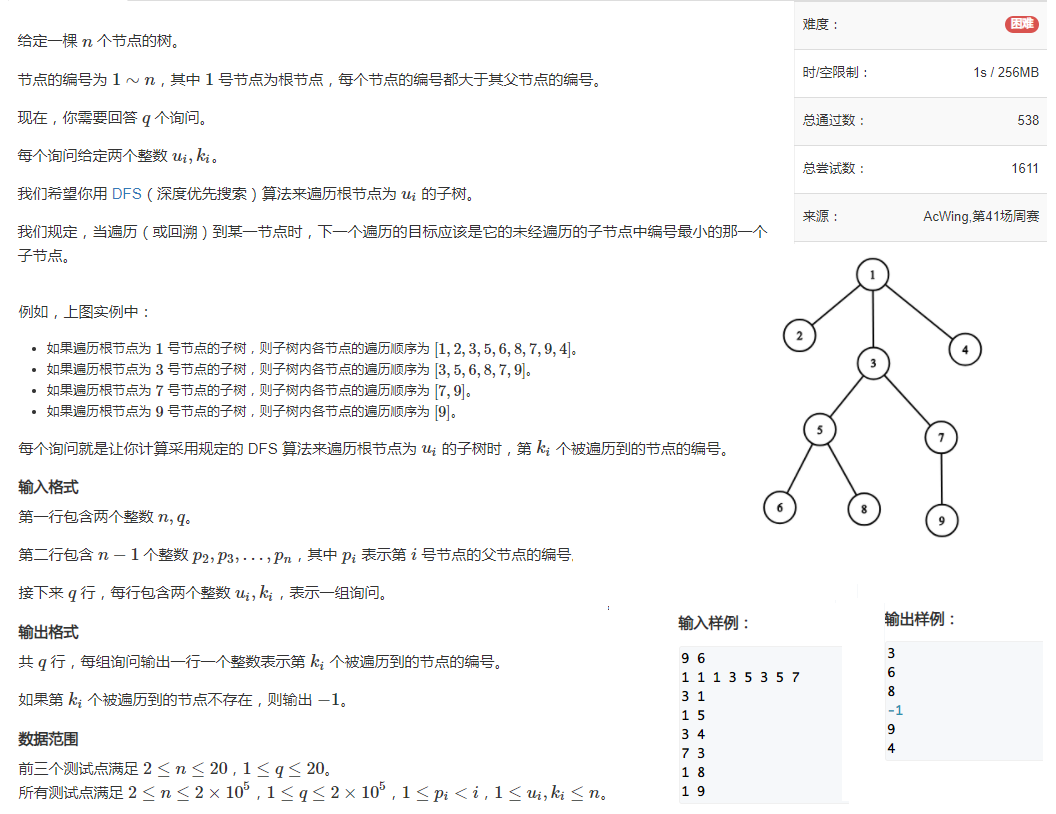 给定一棵 n 个节点的树。
节点的编号为 1 ∼ n，其中 1 号节点为根节点，每个节点的编号都大于其父节点的编号。
现在，你需要回答 q 个询问。
每个询问给定两个整数 u_i, k_i。
我们希望你用 DFS（深度优先搜索）算法来遍历根节点为 u_i 的子树。
我们规定，当遍历（或回溯）到某一节点时，下一个遍历的目标应该是它的未经遍历的子节点中编号最小的那一个
子节点。
难度： 困难
时/空限制： 1s / 256MB
总通过数： 538
总尝试数： 1611
来源： AcWing,第41场周赛
1
2
3
4
5
7
6
8
9
例如，上图实例中：
• 如果遍历根节点为 1 号节点的子树，则子树内各节点的遍历顺序为 [1, 2, 3, 5, 6, 8, 7, 9, 4]。
• 如果遍历根节点为 3 号节点的子树，则子树内各节点的遍历顺序为 [3, 5, 6, 8, 7, 9]。
• 如果遍历根节点为 7 号节点的子树，则子树内各节点的遍历顺序为 [7, 9]。
• 如果遍历根节点为 9 号节点的子树，则子树内各节点的遍历顺序为 [9]。
每个询问就是让你计算采用规定的 DFS 算法来遍历根节点为 u_i 的子树时，第 k_i 个被遍历到的节点的编号。
输入格式
第一行包含两个整数 n, q。
第二行包含 n − 1 个整数 p_2, p_3, . . . , p_n，其中 p_i 表示第 i 号节点的父节点的编号
接下来 q 行，每行包含两个整数 u_i, k_i，表示一组询问。
输出格式
共 q 行，每组询问输出一行一个整数表示第 k_i 个被遍历到的节点的编号。
如果第 k_i 个被遍历到的节点不存在，则输出 −1。
数据范围
前三个测试点满足 2 ≤ n ≤ 20，1 ≤ q ≤ 20。
所有测试点满足 2 ≤ n ≤ 2 × 10^5，1 ≤ q ≤ 2 × 10^5，1 ≤ p_i < i，1 ≤ u_i, k_i ≤ n。
输入样例：
9 6
1 1 1 3 5 3 5 7
3 1
1 5
3 4
7 3
1 8
1 9
输出样例：
3
6
8
-1
9
4